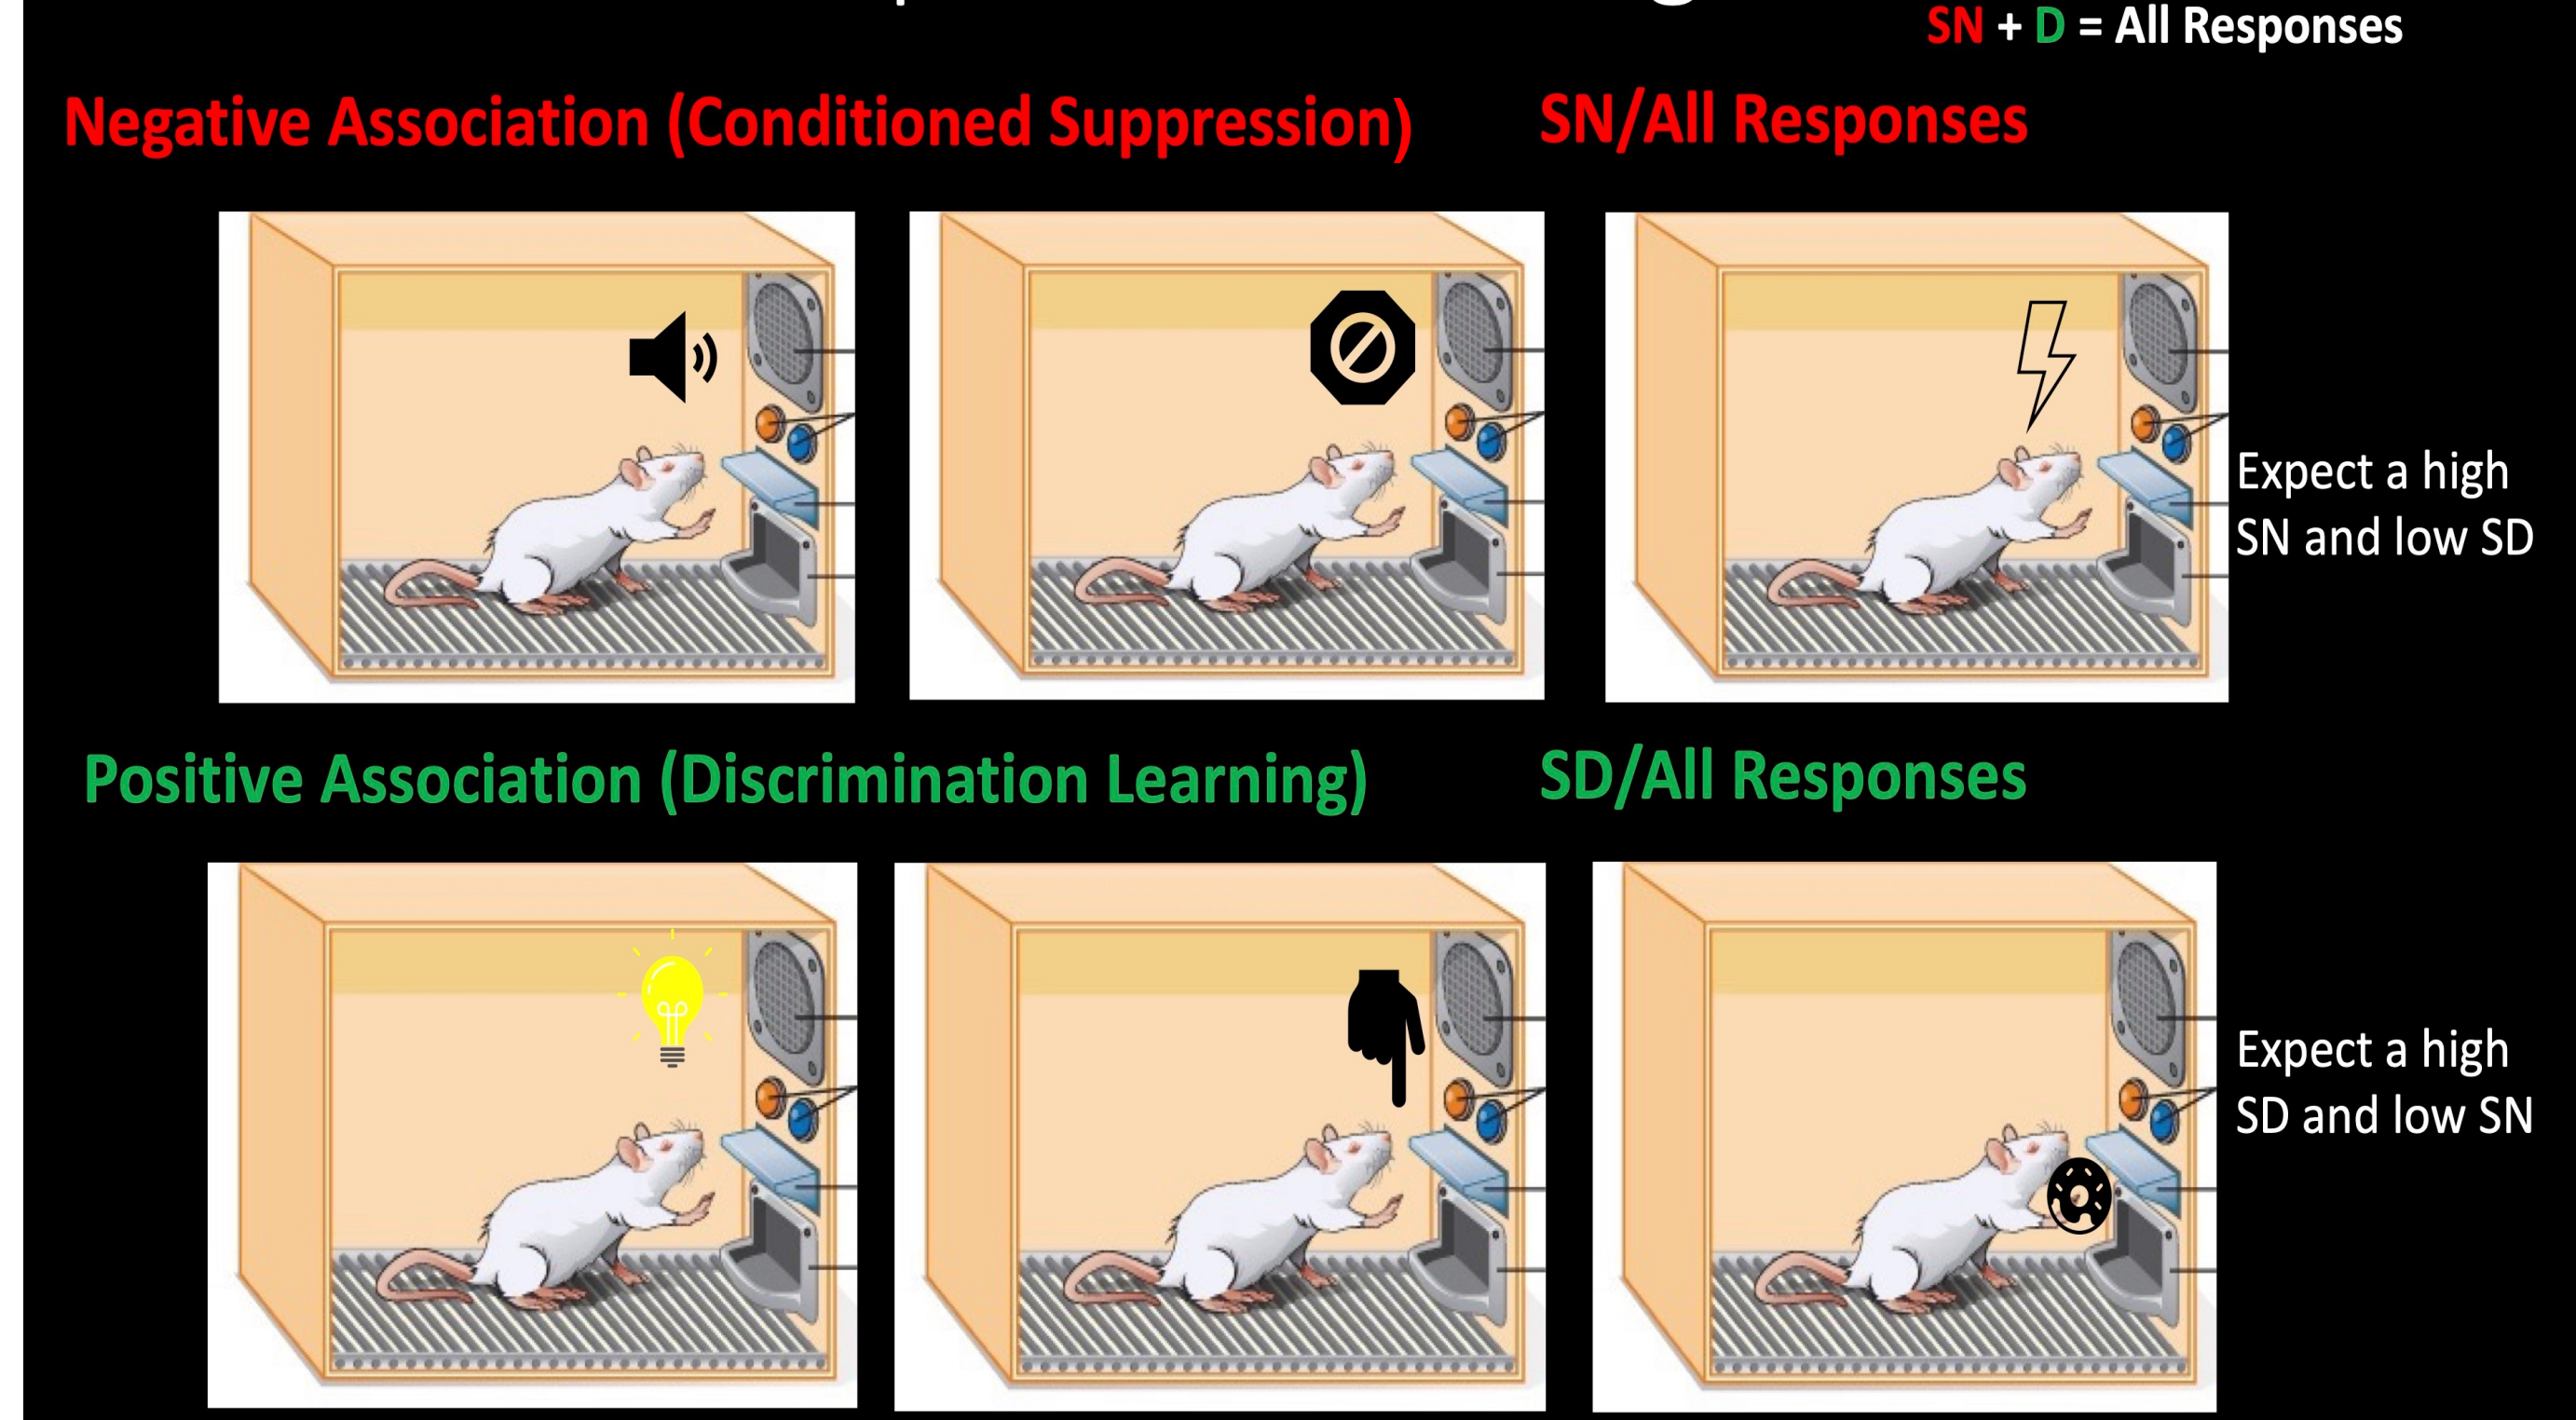 SN + D = All Responses
Negative Association (Conditioned Suppression)
SN/All Responses
Expect a high
SN and low SD
Positive Association (Discrimination Learning)
SD/All Responses
Expect a high
SD and low SN